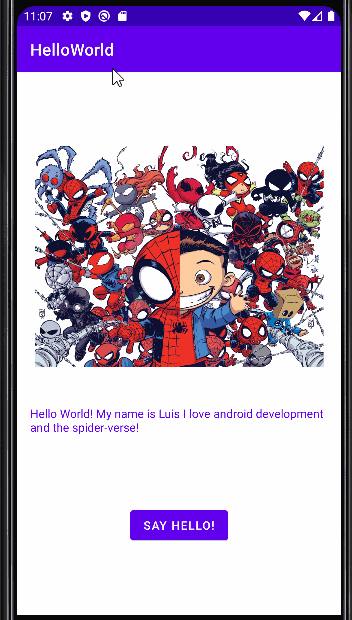 11:07
HelloWorld
Hello World! My name is Luis I love android development
and the spider-verse!
SAY HELLO!